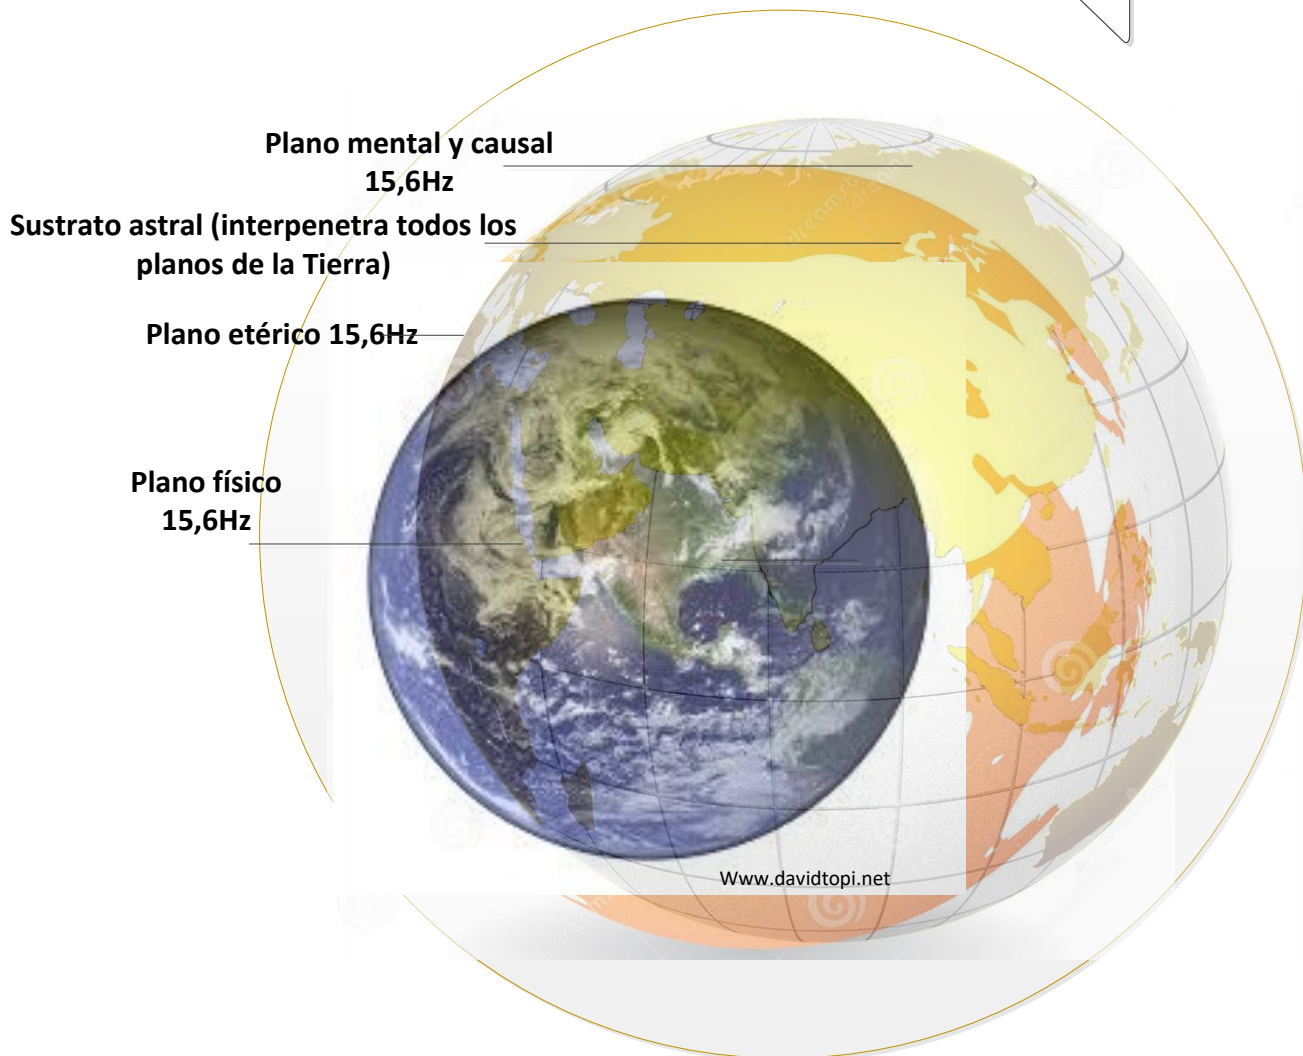 Plano mental y causal
15,6Hz
Sustrato astral (interpenetra todos los
planos de la Tierra)
Plano etérico 15,6Hz
Plano físico
15,6Hz
Www.davidtopi.net